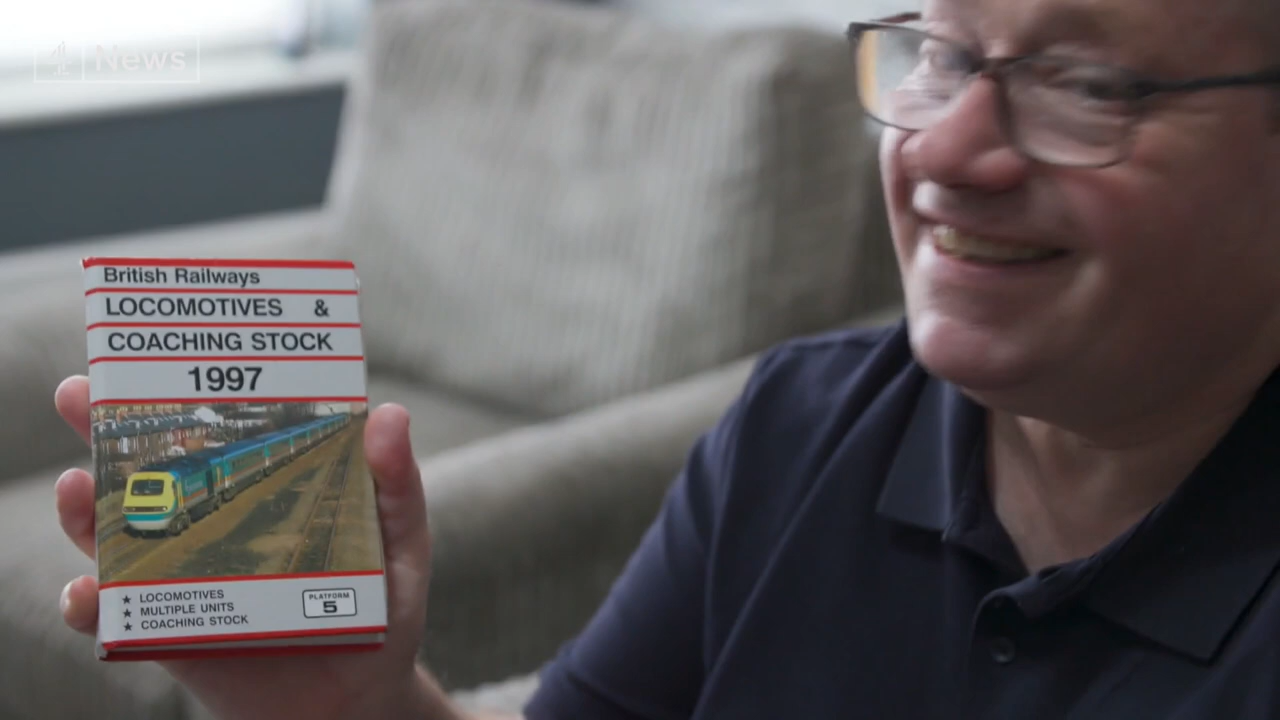 4 News
British Railways
LOCOMOTIVES &
COACHING STOCK
1997
★ LOCOMOTIVES
★ MULTIPLE UNITS
★ COACHING STOCK
PLATFORM
5